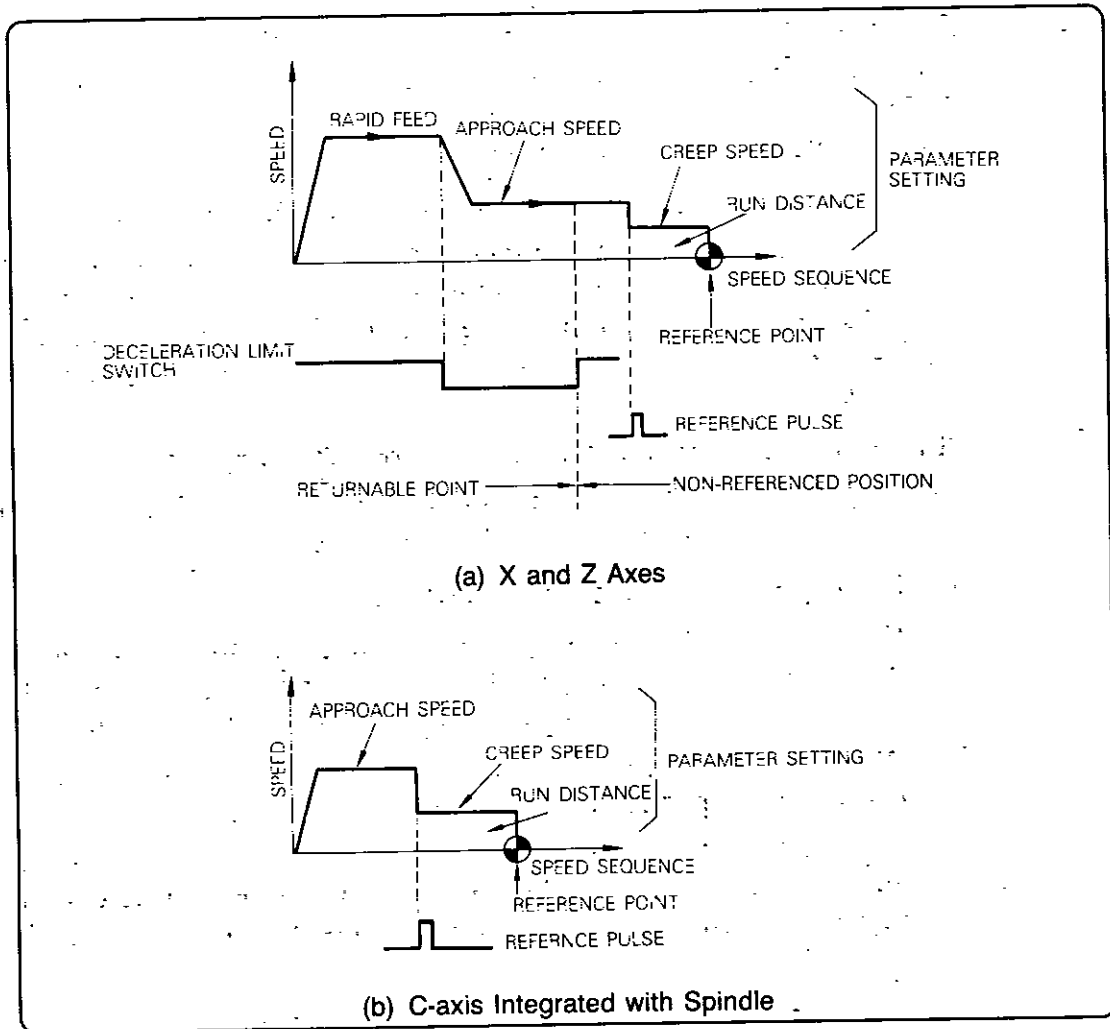 SPEED
RAPID FEED
APPROACH SPEED
CREEP SPEED
RUN DISTANCE
PARAMETER
SETTING
SPEED SEQUENCE
REFERENCE POINT
DECELERATION LIMIT
SWITCH
REFERENCE PULSE
RETURNABLE POINT
NON-REFERENCED POSITION
(a) X and Z Axes
SPEED
APPROACH SPEED
CREEP SPEED
RUN DISTANCE
PARAMETER SETTING
SPEED SEQUENCE
REFERENCE POINT
REFERNCE PULSE
(b) C-axis Integrated with Spindle